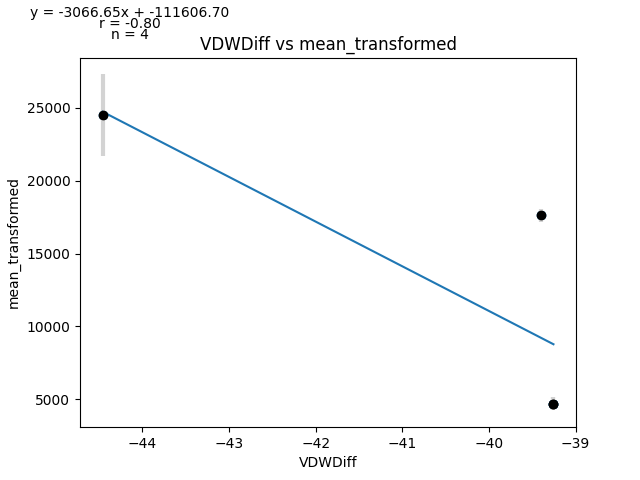 y = -3066.65x + -111606.70
r = -0.80
n = 4
VDWDiff vs mean_transformed
mean_transformed
25000
20000
15000
10000
5000
−44
−43
−42
−41
−40
−39
VDWDiff